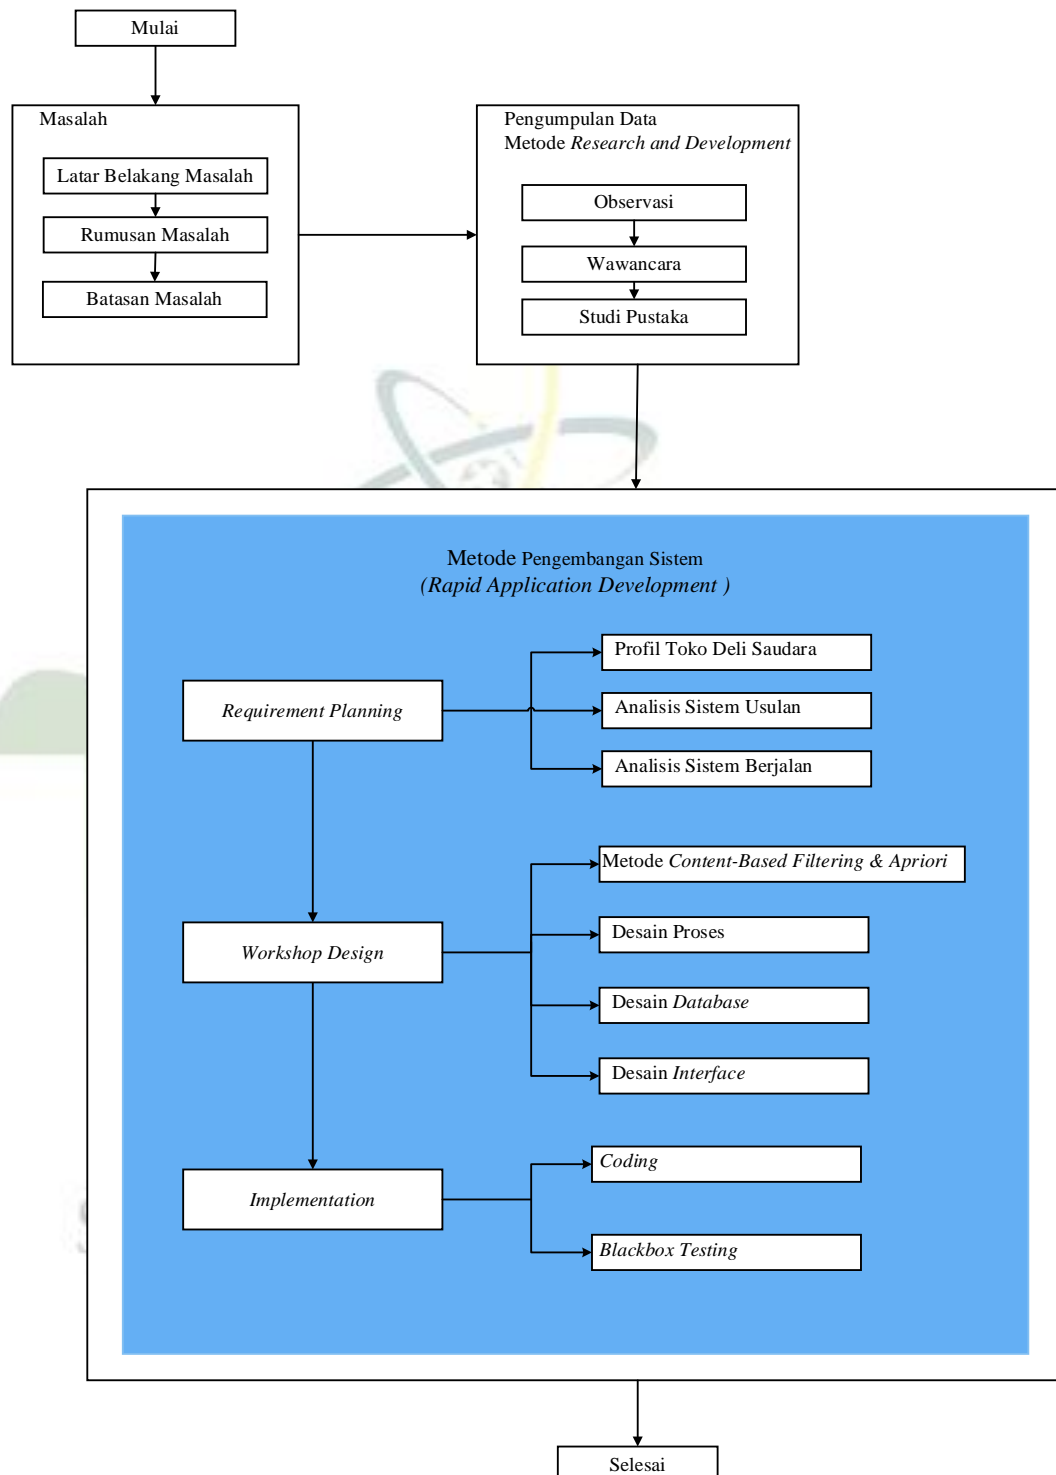 Mulai
Masalah
Latar Belakang Masalah
Rumusan Masalah
Batasan Masalah
Pengumpulan Data
Metode Research and Development
Observasi
Wawancara
Studi Pustaka
Metode Pengembangan Sistem
(Rapid Application Development )
Requirement Planning
Profil Toko Deli Saudara
Analisis Sistem Usulan
Analisis Sistem Berjalan
Workshop Design
Metode Content-Based Filtering & Apriori
Desain Proses
Desain Database
Desain Interface
Implementation
Coding
Blackbox Testing
Selesai